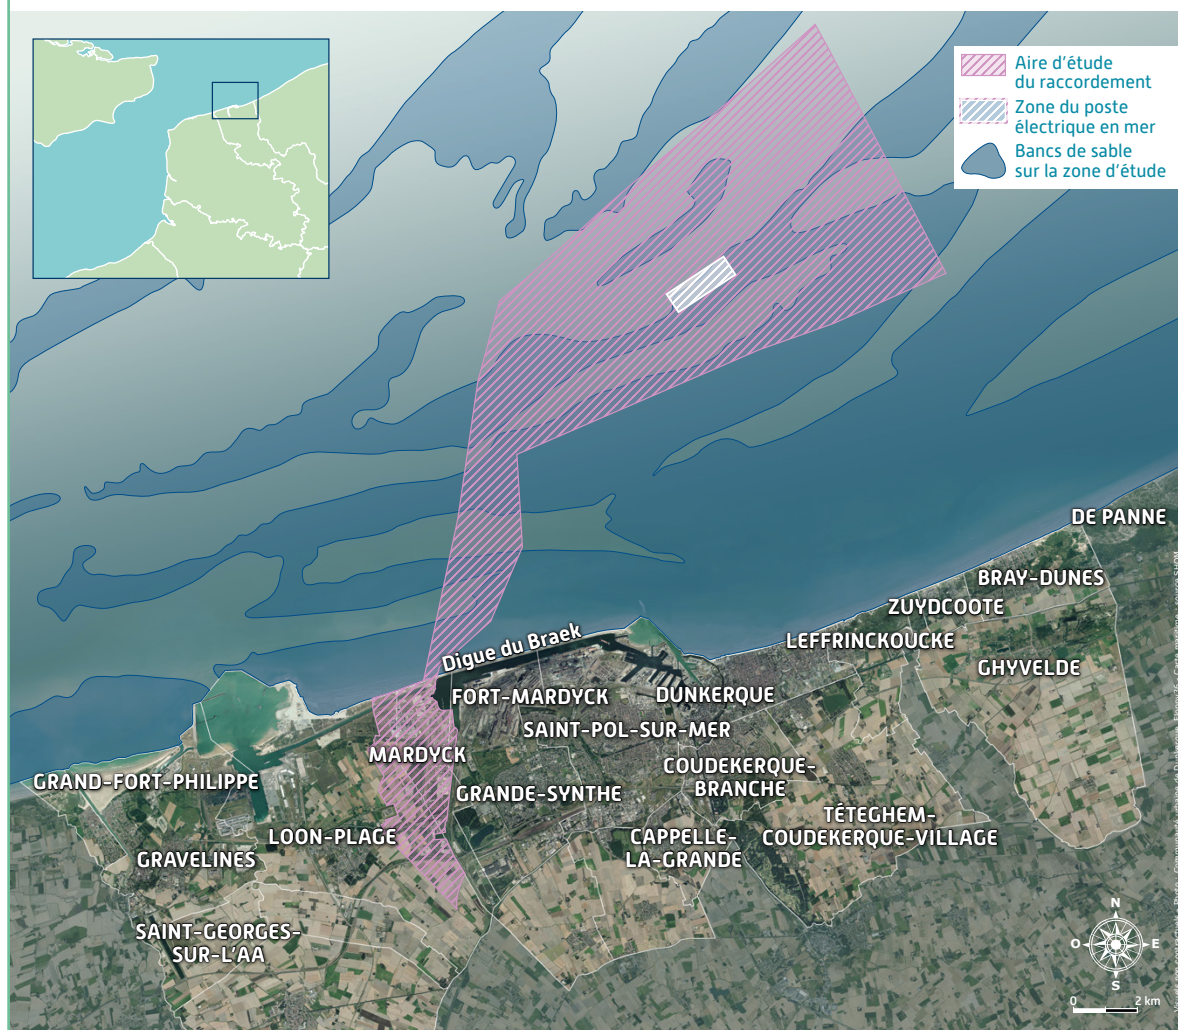 Aire d'étude
du raccordement
Zone du poste
électrique en mer
Bancs de sable
sur la zone d'étude
DE PANNE
BRAY-DUNES
ZUYDCOOTE
LEFFRINCKOUCKE
GHYVELDE
Digue du Braek
FORT-MARDYCK
DUNKERQUE
SAINT-POL-SUR-MER
MARDYCK
COUDEKERQUE-
BRANCHE
GRAND-FORT-PHILIPPE
GRANDE-SYNTHE
TÉTEGHEM-
COUDEKERQUE-VILLAGE
LOON-PLAGE
CAPPELLE-
LA-GRANDE
GRAVELINES
SAINT-GEORGES-
SUR-L'AA
N
O
E
S
0
2 km